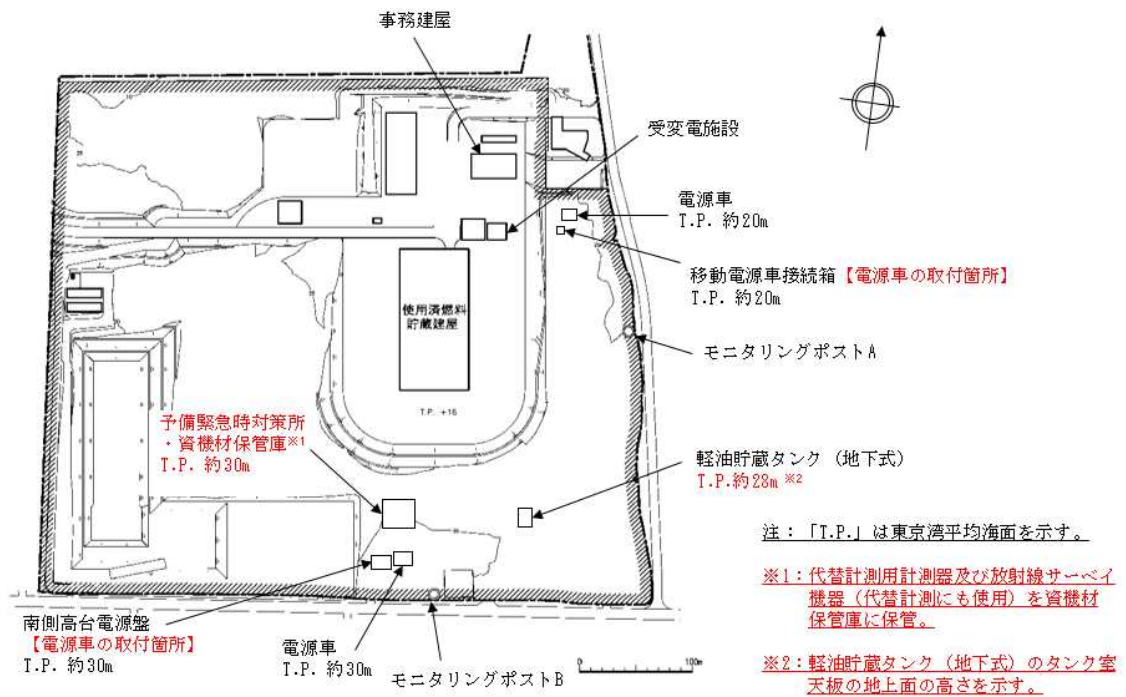 事務建屋
受変電施設
電源車
T.P. 約20m
移動電源車接続箱【電源車の取付箇所】
T.P. 約20m
使用済燃料
貯蔵建屋
モニタリングポストA
T.P. +16
予備緊急時対策所
・資機材保管庫※1
T.P. 約30m
軽油貯蔵タンク（地下式）
T.P.約28m ※2
注：「T.P.」は東京湾平均海面を示す。
※1：代替計測用計測器及び放射線サーベイ
機器（代替計測にも使用）を資機材
保管庫に保管。
南側高台電源盤
【電源車の取付箇所】
T.P. 約30m
電源車
T.P. 約30m
モニタリングポストB
0
100m
※2：軽油貯蔵タンク（地下式）のタンク室
天板の地上面の高さを示す。